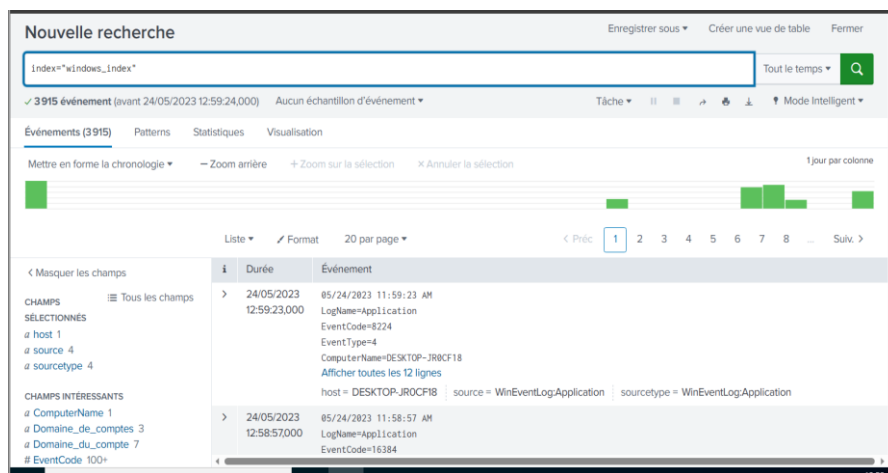 Nouvelle recherche
Enregistrer sous ▾ Créer une vue de table Fermer
index="windows_index"
Tout le temps ▾
✓ 3 915 événement (avant 24/05/2023 12:59:24,000) Aucun échantillon d'événement ▾
Tâche ▾ Mode Intelligent ▾
Événements (3 915) Patterns Statistiques Visualisation
Mettre en forme la chronologie ▾ — Zoom arrière + Zoom sur la sélection × Annuler la sélection
1 jour par colonne
Liste ▾ Format 20 par page ▾
< Préc 1 2 3 4 5 6 7 8 ... Suiv. >
< Masquer les champs
i Durée Événement
CHAMPS SÉLECTIONNÉS
Tous les champs
a host 1
a source 4
a sourcetype 4
CHAMPS INTÉRESSANTS
a ComputerName 1
a Domaine_de_comptes 3
a Domaine_du_compte 7
# EventCode 100+
> 24/05/2023 12:59:23,000
05/24/2023 11:59:23 AM
LogName=Application
EventCode=8224
EventType=4
ComputerName=DESKTOP-JR0CF18
Afficher toutes les 12 lignes
host = DESKTOP-JR0CF18 source = WinEventLog:Application sourcetype = WinEventLog:Application
> 24/05/2023 12:58:57,000
05/24/2023 11:58:57 AM
LogName=Application
EventCode=16384